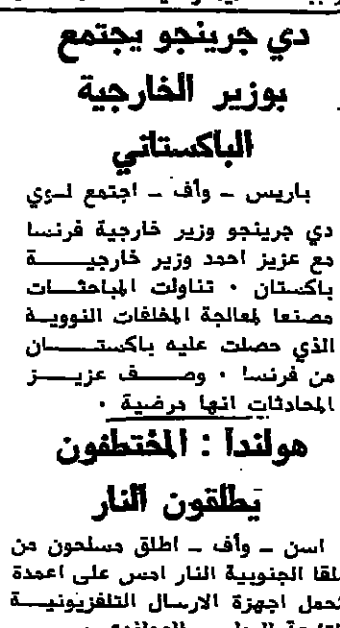 دي جرينجو يجتمع
بوزير الخارجية
الباكستاني
باريس - وأف - اجتمع لوي
دي جرينجو وزير خارجية فرنسا
مع عزيز احمد وزير خارجية
باكستان . تناولت المباحثات
مصنعا لمعالجة المخلفات النووية
الذي حصلت عليه باكستان
من فرنسا . وصف عزيز
المحادثات انها مرضية .
هولندا : المختطفون
يطلقون النار
اسن - وأف - اطلق مسلحون من
لقا الجنوبية النار امس على اعمدة
تحمل اجهزة الارسال التلفزيونية